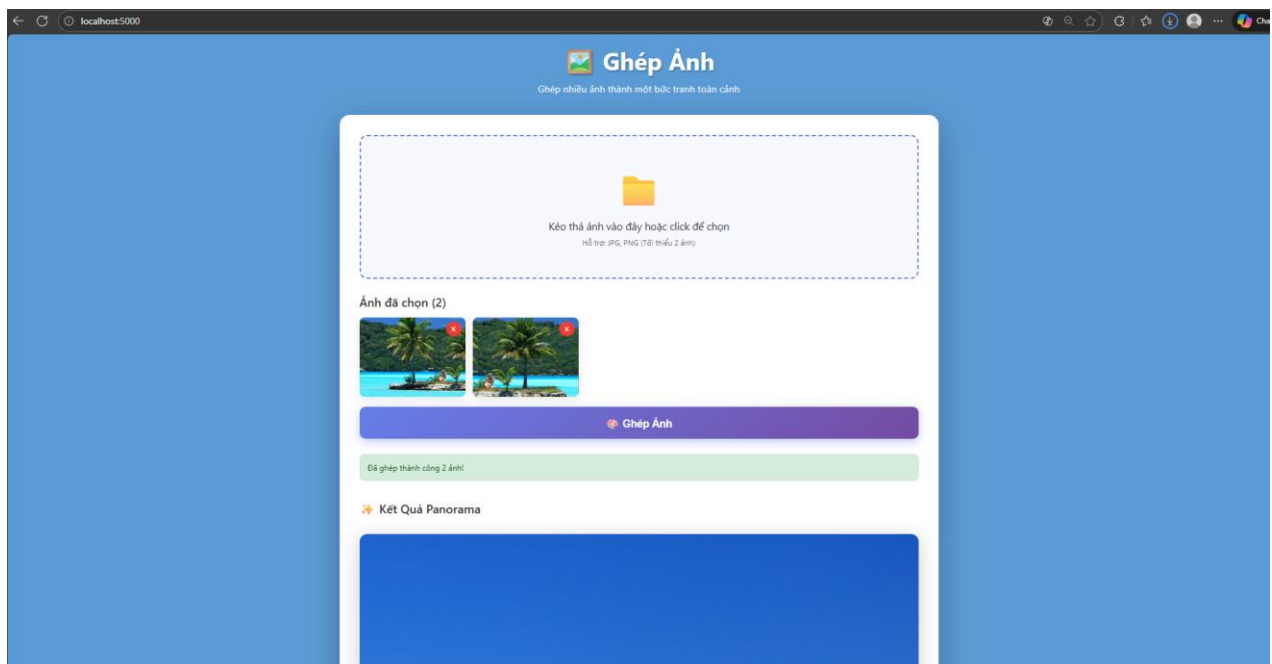 localhost:5000
Cha
Ghép Ảnh
Ghép nhiều ảnh thành một bức tranh toàn cảnh
Kéo thả ảnh vào đây hoặc click để chọn
Hỗ trợ: JPG, PNG (Tối thiểu 2 ảnh)
Ảnh đã chọn (2)
Ghép Ảnh
Đã ghép thành công 2 ảnh!
Kết Quả Panorama